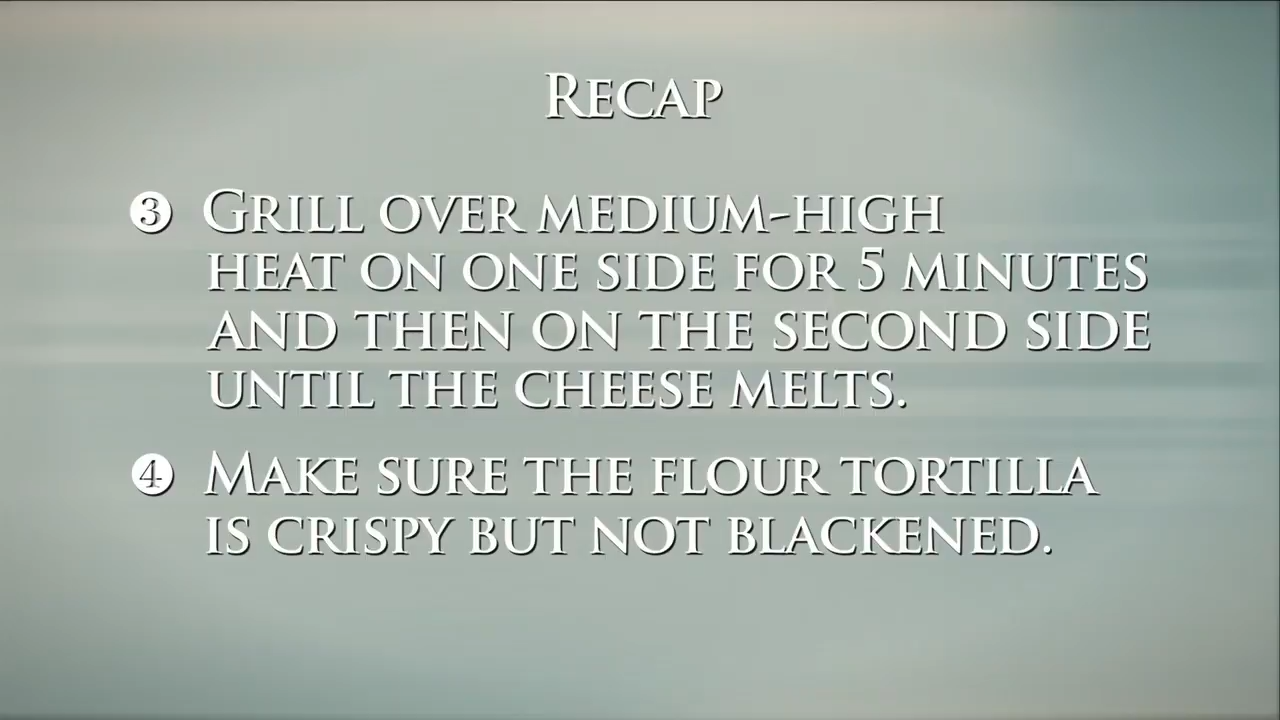 Recap
3 Grill over medium-high
heat on one side for 5 minutes
and then on the second side
until the cheese melts.
4 Make sure the flour tortilla
is crispy but not blackened.